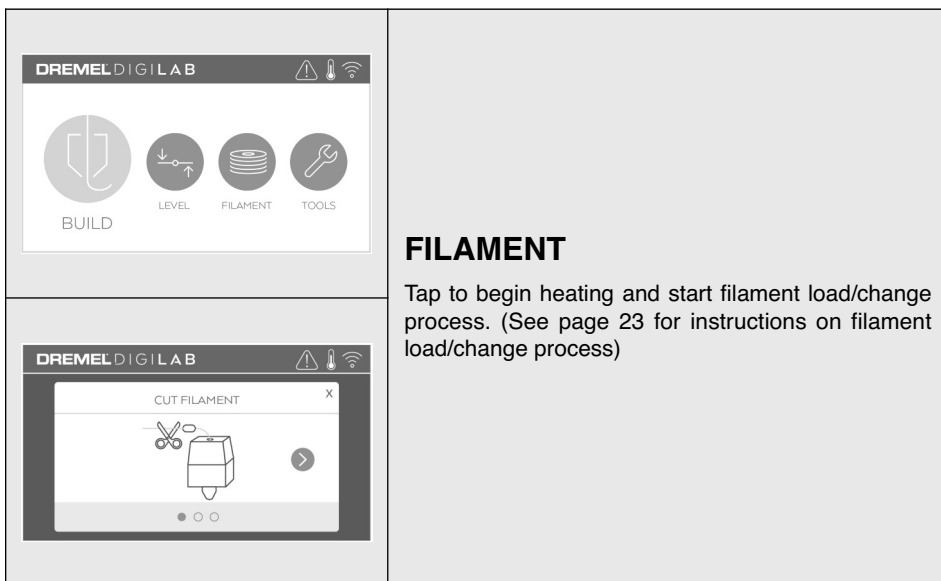 DREMEL DIGILAB
BUILD
LEVEL
FILAMENT
TOOLS
DREMEL DIGILAB
CUT FILAMENT
X
FILAMENT
Tap to begin heating and start filament load/change
process. (See page 23 for instructions on filament
load/change process)